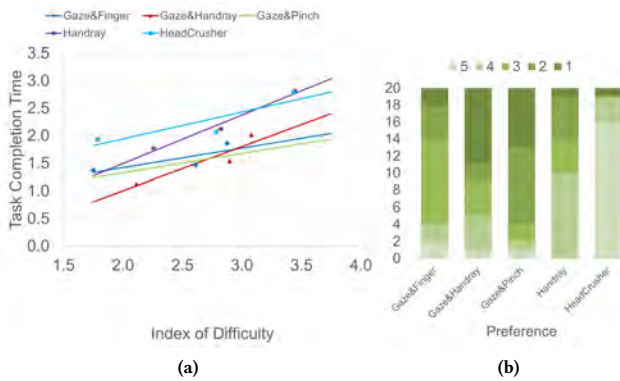 Gaze&Finger Gaze&Handray Gaze&Pinch
Handray HeadCrusher
3.5
3.0
2.5
2.0
1.5
1.0
0.5
0.0
1.5 2.0 2.5 3.0 3.5 4.0
Task Completion Time
Index of Difficulty
(a)
5 4 3 2 1
20
18
16
14
12
10
8
6
4
2
0
Gaze&Finger
Gaze&Handray
Gaze&Pinch
Handray
HeadCrusher
Preference
(b)